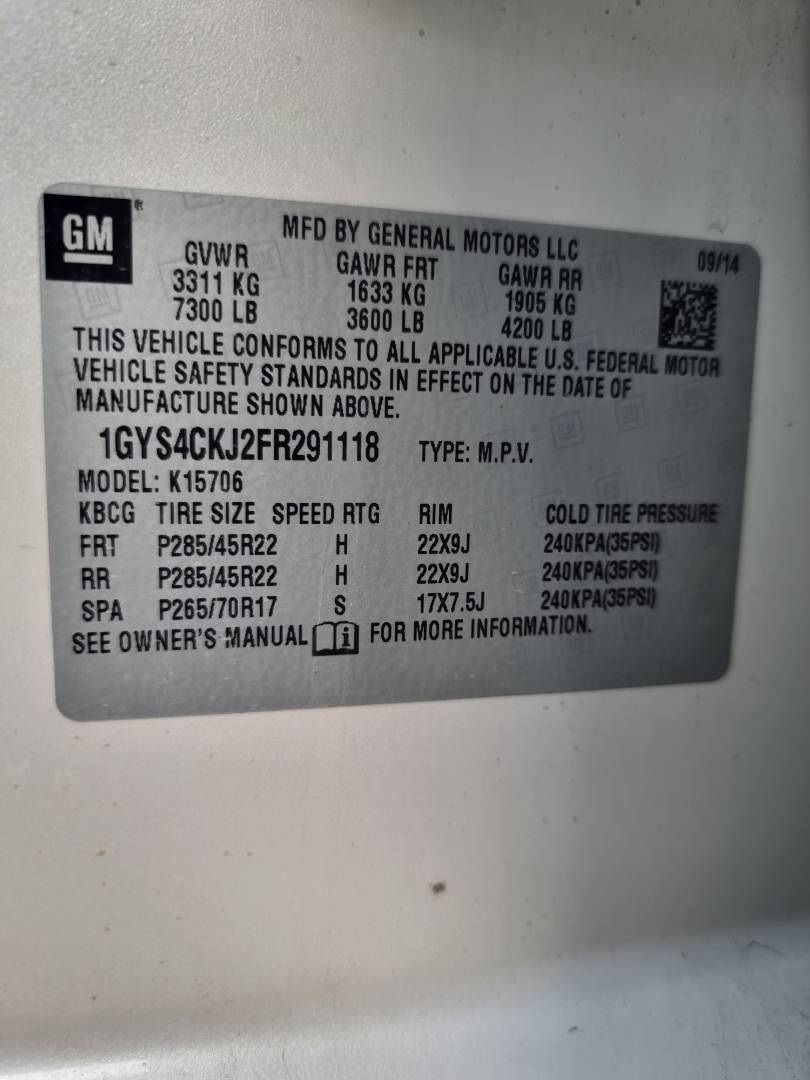 GM®
MFD BY GENERAL MOTORS LLC
09/14
GVWR GAWR FRT GAWR RR
3311 KG 1633 KG 1905 KG
7300 LB 3600 LB 4200 LB
THIS VEHICLE CONFORMS TO ALL APPLICABLE U.S. FEDERAL MOTOR
VEHICLE SAFETY STANDARDS IN EFFECT ON THE DATE OF
MANUFACTURE SHOWN ABOVE.
1GYS4CKJ2FR291118 TYPE: M.P.V.
MODEL: K15706
KBCG TIRE SIZE SPEED RTG RIM COLD TIRE PRESSURE
FRT P285/45R22 H 22X9J 240KPA(35PSI)
RR P285/45R22 H 22X9J 240KPA(35PSI)
SPA P265/70R17 S 17X7.5J 240KPA(35PSI)
SEE OWNER'S MANUAL i FOR MORE INFORMATION.